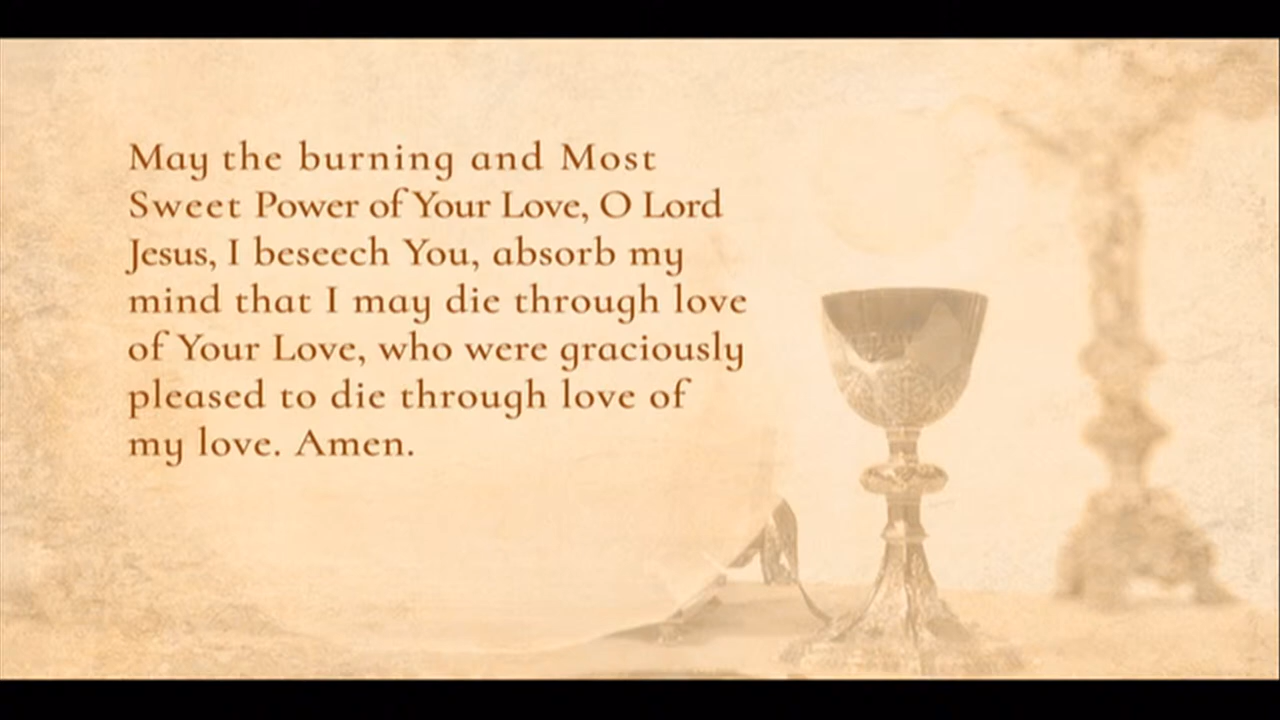 May the burning and Most
Sweet Power of Your Love, O Lord
Jesus, I beseech You, absorb my
mind that I may die through love
of Your Love, who were graciously
pleased to die through love of
my love. Amen.